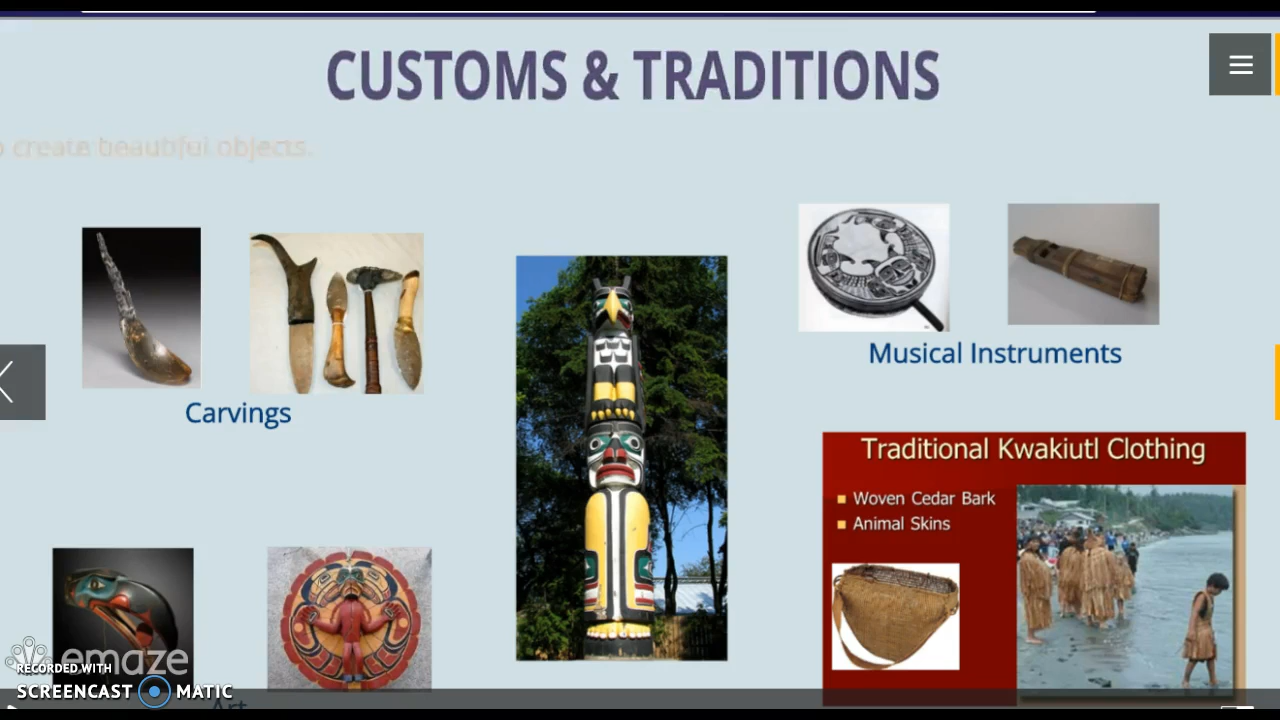 CUSTOMS & TRADITIONS
create beautiful objects.
Musical Instruments
Carvings
Traditional Kwakiutl Clothing
Woven Cedar Bark
Animal Skins
emaze
RECORDED WITH
SCREENCAST MATIC
Art